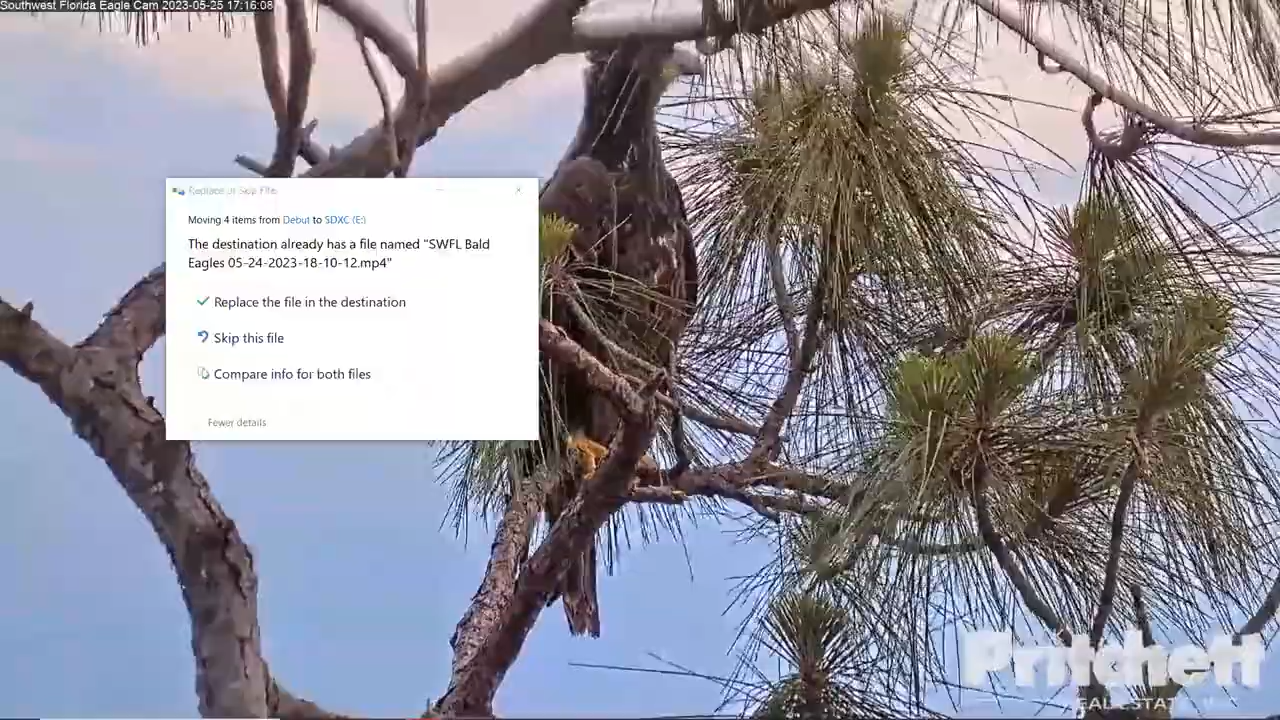 Southwest Florida Eagle Cam 2023-05-25 17:16:08
Replace or Skip Files
Moving 4 items from Debut to SDXC (E:)
The destination already has a file named "SWFL Bald
Eagles 05-24-2023-18-10-12.mp4"
Replace the file in the destination
Skip this file
Compare info for both files
Fewer details
Pritchett
REAL ESTATE